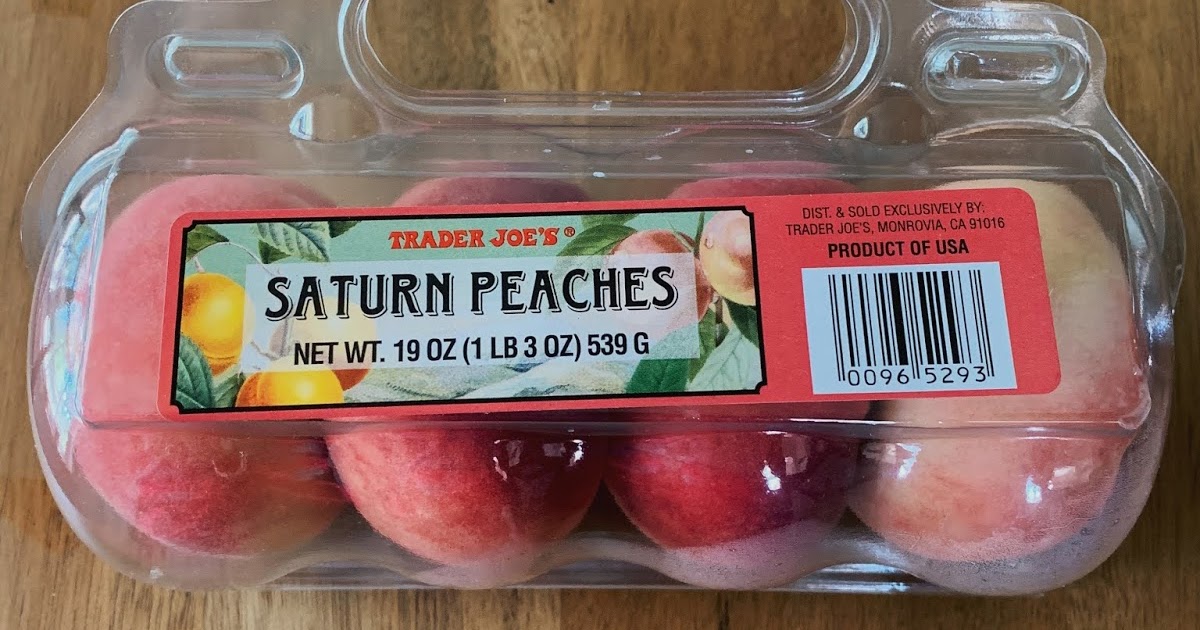 TRADER JOE'S®
SATURN PEACHES
NET WT. 19 OZ (1 LB 3 OZ) 539 G
DIST. & SOLD EXCLUSIVELY BY:
TRADER JOE'S, MONROVIA, CA 91016
PRODUCT OF USA
0096 5293